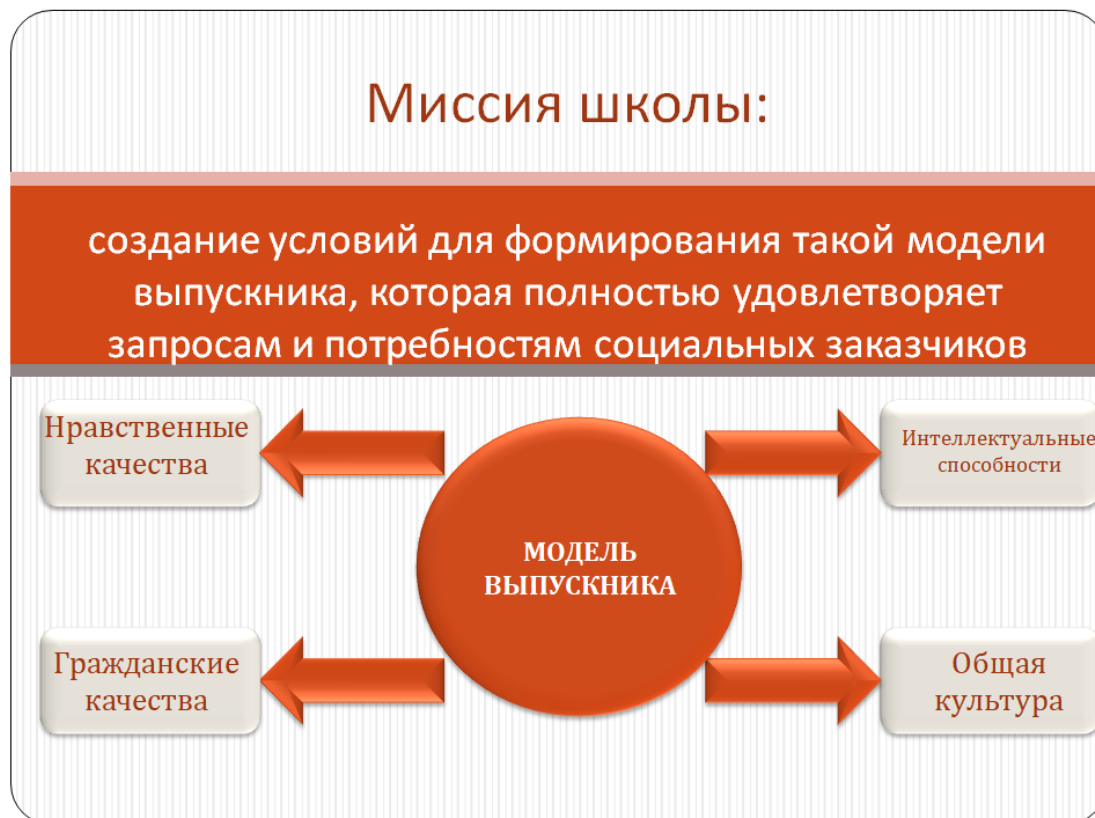 Миссия школы:
создание условий для формирования такой модели
выпускника, которая полностью удовлетворяет
запросам и потребностям социальных заказчиков
Нравственные
качества
Интеллектуальные
способности
МОДЕЛЬ
ВЫПУСКНИКА
Гражданские
качества
Общая
культура